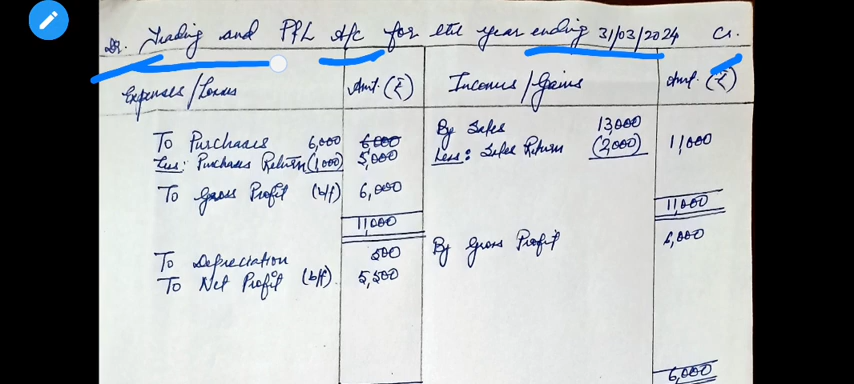 Dr. Trading and P/L A/c for the year ending 31/03/2024 Cr.
Expenses/Losses Amt. (₹) Incomes/Gains Amt. (₹)
To Purchases 6,000 6,000 By Sales 13,000
Les: Purchases Return (1,000) 5,000 Less: Sales Return (2,000) 11,000
To Gross Profit (b/f) 6,000
11,000 11,000
To Depreciation 500 By Gross Profit 6,000
To Net Profit (b/f) 5,500
6,000